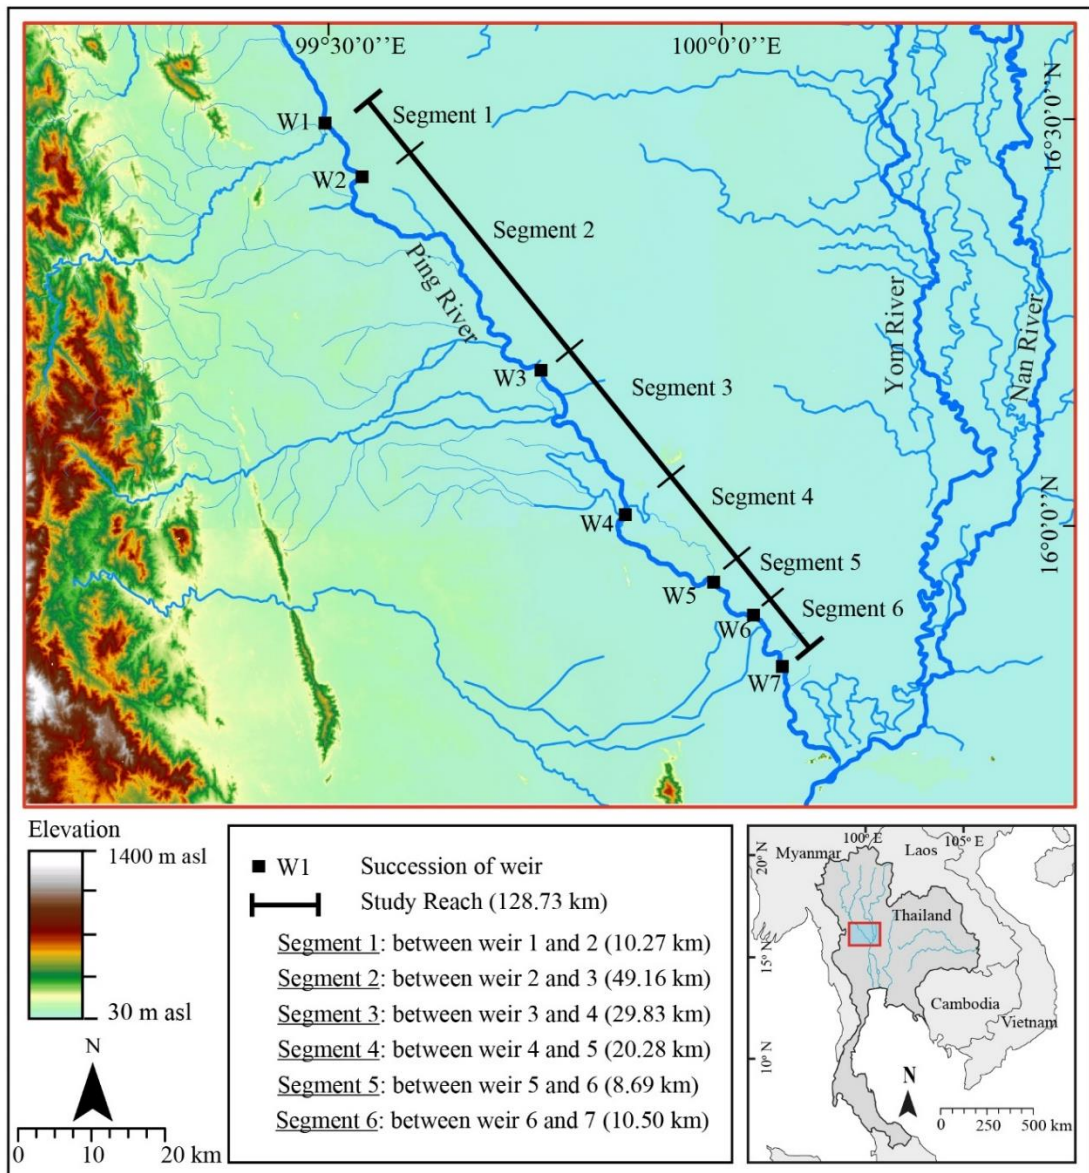 99°30'0''E
100°0'0''E
16°30'0''N
16°0'0''N
W1
Segment 1
W2
Segment 2
Ping River
Yom River
Nan River
W3
Segment 3
Segment 4
W4
Segment 5
W5
Segment 6
W6
W7
Elevation
1400 m asl
30 m asl
N
0 10 20 km
W1 Succession of weir
Study Reach (128.73 km)
Segment 1: between weir 1 and 2 (10.27 km)
Segment 2: between weir 2 and 3 (49.16 km)
Segment 3: between weir 3 and 4 (29.83 km)
Segment 4: between weir 4 and 5 (20.28 km)
Segment 5: between weir 5 and 6 (8.69 km)
Segment 6: between weir 6 and 7 (10.50 km)
100° E
105° E
20° N
15° N
10° N
Myanmar
Laos
Thailand
Cambodia
Vietnam
N
0 250 500 km